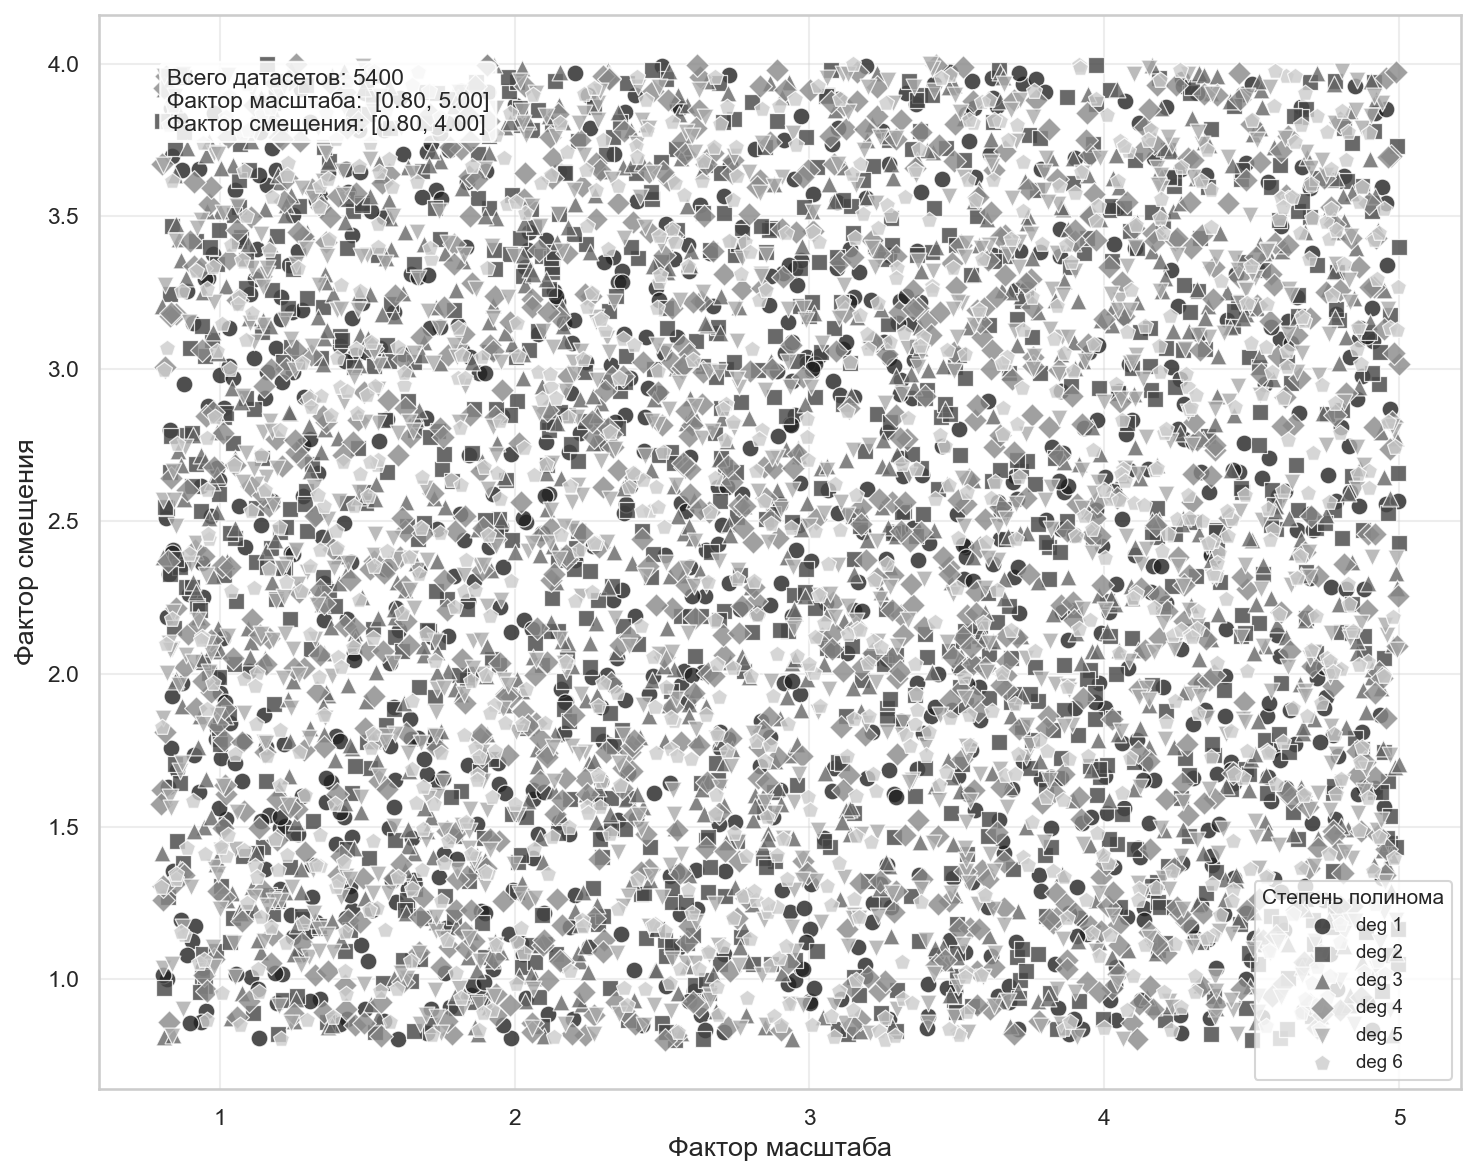 4.0
3.5
3.0
2.5
2.0
1.5
1.0
Фактор смещения
Всего датасетов: 5400
Фактор масштаба: [0.80, 5.00]
Фактор смещения: [0.80, 4.00]
Степень полинома
deg 1
deg 2
deg 3
deg 4
deg 5
deg 6
1 2 3 4 5
Фактор масштаба